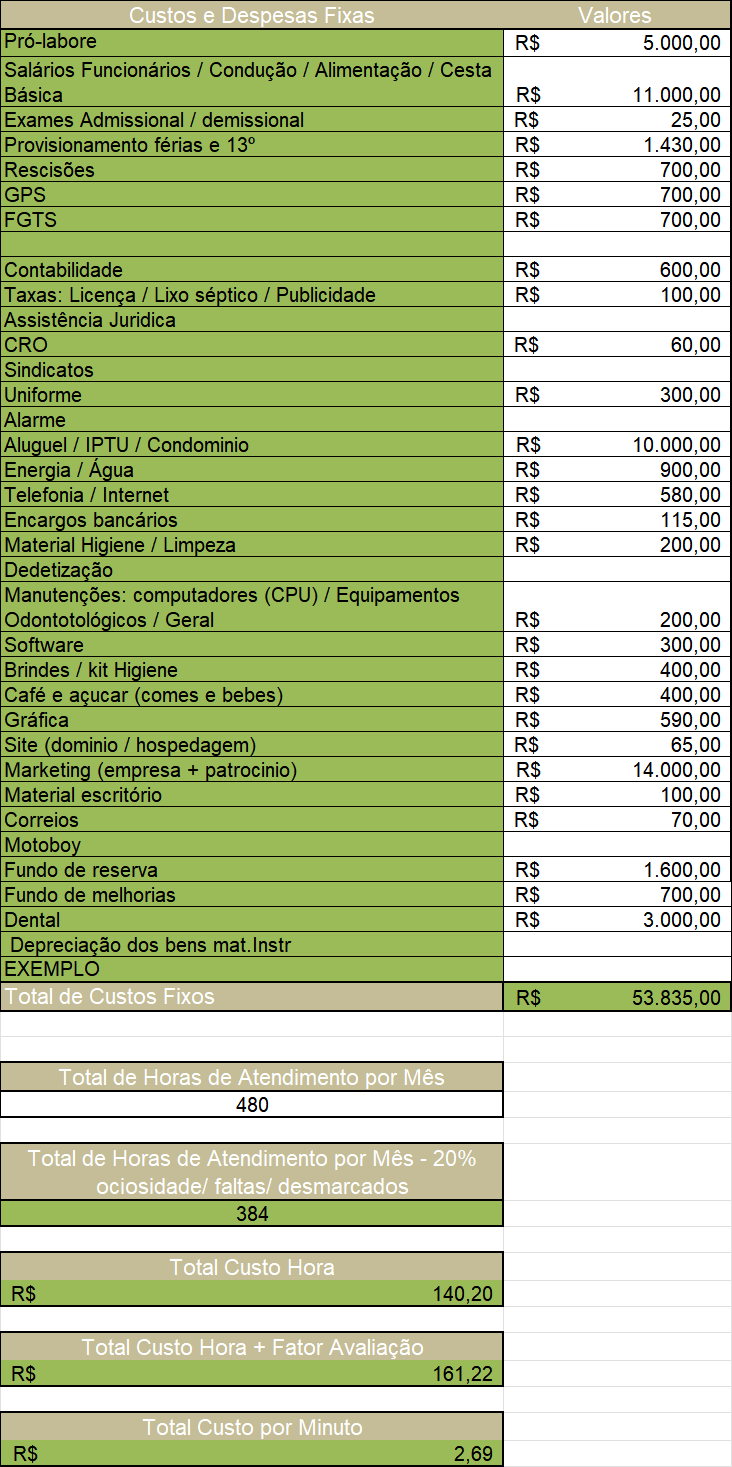 Custos e Despesas Fixas Valores
Pró-labore R$ 5.000,00
Salários Funcionários / Condução / Alimentação / Cesta
Básica R$ 11.000,00
Exames Admissional / demissional R$ 25,00
Provisionamento férias e 13º R$ 1.430,00
Rescisões R$ 700,00
GPS R$ 700,00
FGTS R$ 700,00
Contabilidade R$ 600,00
Taxas: Licença / Lixo séptico / Publicidade R$ 100,00
Assistência Juridica
CRO R$ 60,00
Sindicatos
Uniforme R$ 300,00
Alarme
Aluguel / IPTU / Condominio R$ 10.000,00
Energia / Água R$ 900,00
Telefonia / Internet R$ 580,00
Encargos bancários R$ 115,00
Material Higiene / Limpeza R$ 200,00
Dedetização
Manutenções: computadores (CPU) / Equipamentos
Odontotológicos / Geral R$ 200,00
Software R$ 300,00
Brindes / kit Higiene R$ 400,00
Café e açucar (comes e bebes) R$ 400,00
Gráfica R$ 590,00
Site (dominio / hospedagem) R$ 65,00
Marketing (empresa + patrocinio) R$ 14.000,00
Material escritório R$ 100,00
Correios R$ 70,00
Motoboy
Fundo de reserva R$ 1.600,00
Fundo de melhorias R$ 700,00
Dental R$ 3.000,00
Depreciação dos bens mat.Instr
EXEMPLO
Total de Custos Fixos R$ 53.835,00
Total de Horas de Atendimento por Mês
480
Total de Horas de Atendimento por Mês - 20%
ociosidade/ faltas/ desmarcados
384
Total Custo Hora
R$ 140,20
Total Custo Hora + Fator Avaliação
R$ 161,22
Total Custo por Minuto
R$ 2,69